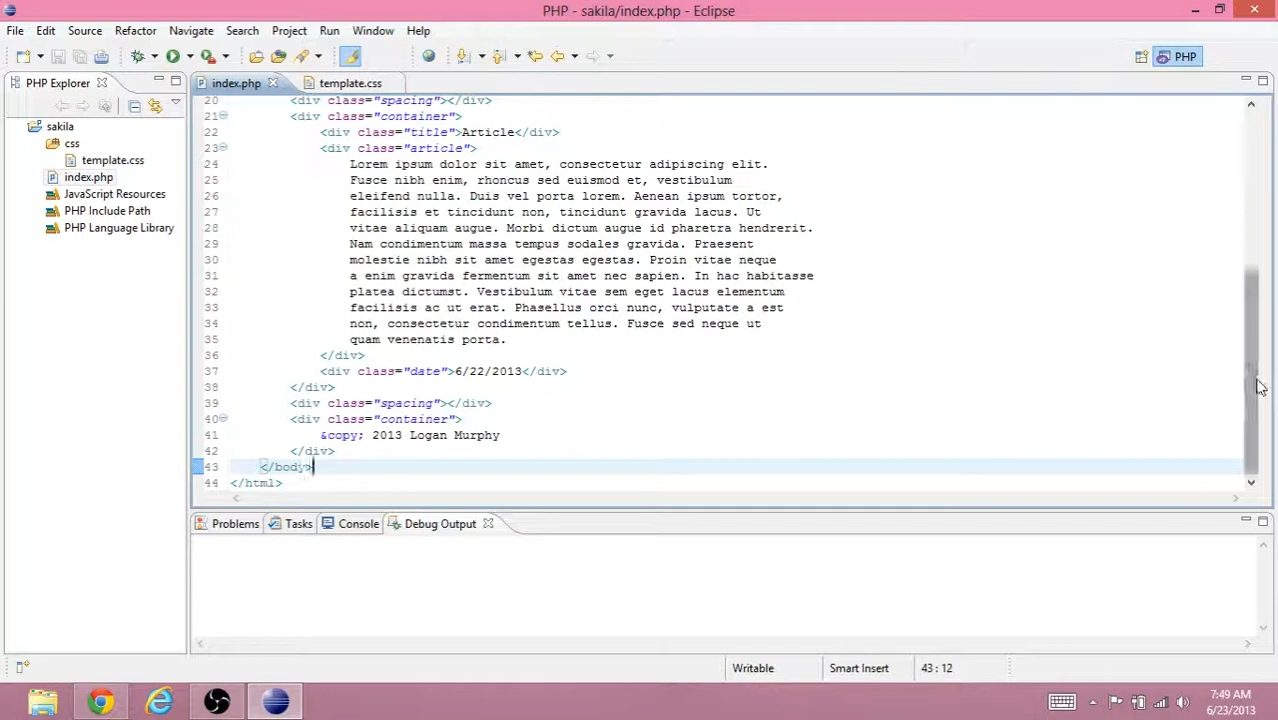 PHP - sakila/index.php - Eclipse
File Edit Source Refactor Navigate Search Project Run Window Help
PHP
PHP Explorer
index.php
template.css
sakila
css
template.css
index.php
JavaScript Resources
PHP Include Path
PHP Language Library
20 <div class="spacing"></div>
21 <div class="container">
22 <div class="title">Article</div>
23 <div class="article">
24 Lorem ipsum dolor sit amet, consectetur adipiscing elit.
25 Fusce nibh enim, rhoncus sed euismod et, vestibulum
26 eleifend nulla. Duis vel porta lorem. Aenean ipsum tortor,
27 facilisis et tincidunt non, tincidunt gravida lacus. Ut
28 vitae aliquam augue. Morbi dictum augue id pharetra hendrerit.
29 Nam condimentum massa tempus sodales gravida. Praesent
30 molestie nibh sit amet egestas egestas. Proin vitae neque
31 a enim gravida fermentum sit amet nec sapien. In hac habitasse
32 platea dictumst. Vestibulum vitae sem eget lacus elementum
33 facilisis ac ut erat. Phasellus orci nunc, vulputate a est
34 non, consectetur condimentum tellus. Fusce sed neque ut
35 quam venenatis porta.
36 </div>
37 <div class="date">6/22/2013</div>
38 </div>
39 <div class="spacing"></div>
40 <div class="container">
41 &copy; 2013 Logan Murphy
42 </div>
43 </body>
44 </html>
Problems Tasks Console Debug Output
Writable Smart Insert 43 : 12
7:49 AM
6/23/2013